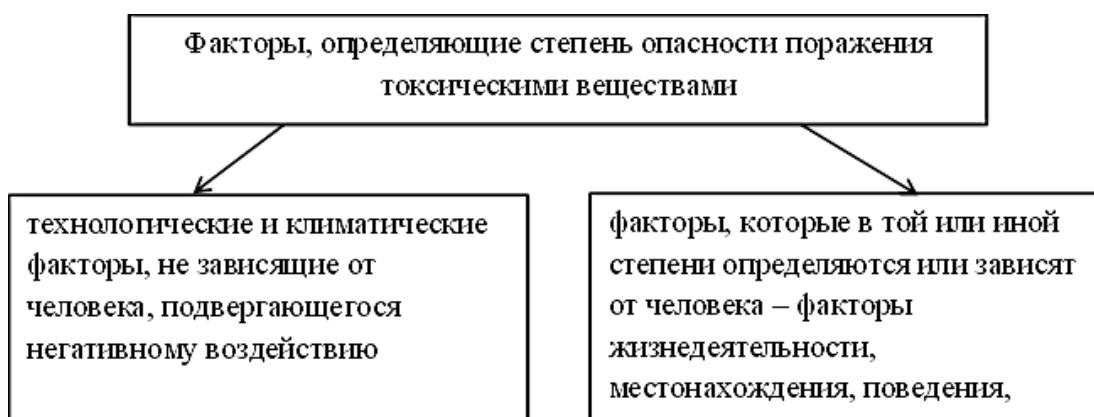 Факторы, определяющие степень опасности поражения
токсическими веществами
технологические и климатические
факторы, не зависящие от
человека, подвергающегося
негативному воздействию
факторы, которые в той или иной
степени определяются или зависят
от человека – факторы
жизнедеятельности,
местонахождения, поведения,